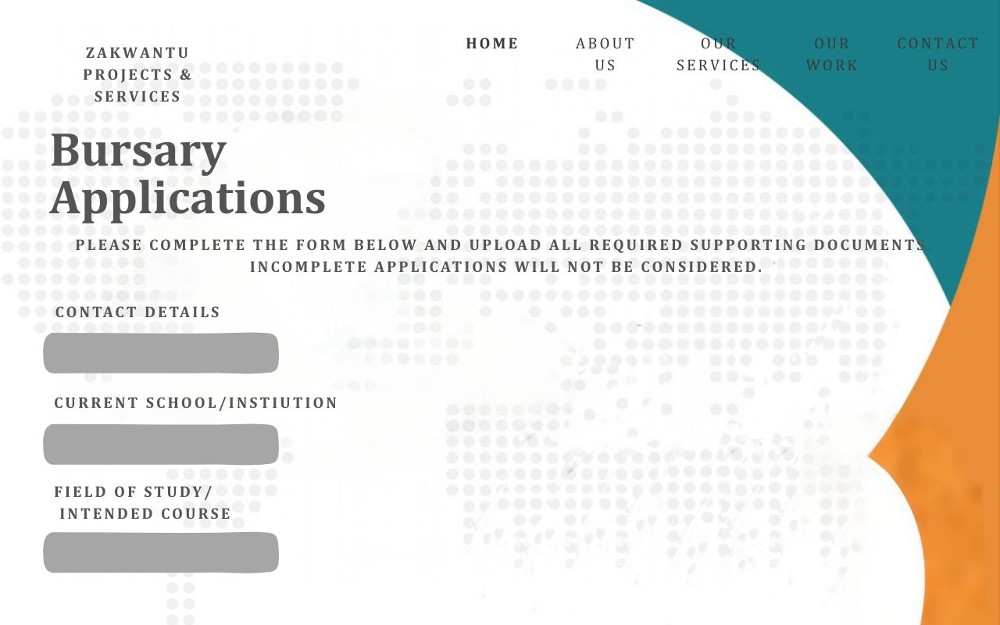 ZAKWANTU
PROJECTS &
SERVICES
HOME
ABOUT
US
OUR
SERVICES
OUR
WORK
CONTACT
US
Bursary
Applications
PLEASE COMPLETE THE FORM BELOW AND UPLOAD ALL REQUIRED SUPPORTING DOCUMENTS.
INCOMPLETE APPLICATIONS WILL NOT BE CONSIDERED.
CONTACT DETAILS
CURRENT SCHOOL/INSTIUTION
FIELD OF STUDY/
INTENDED COURSE